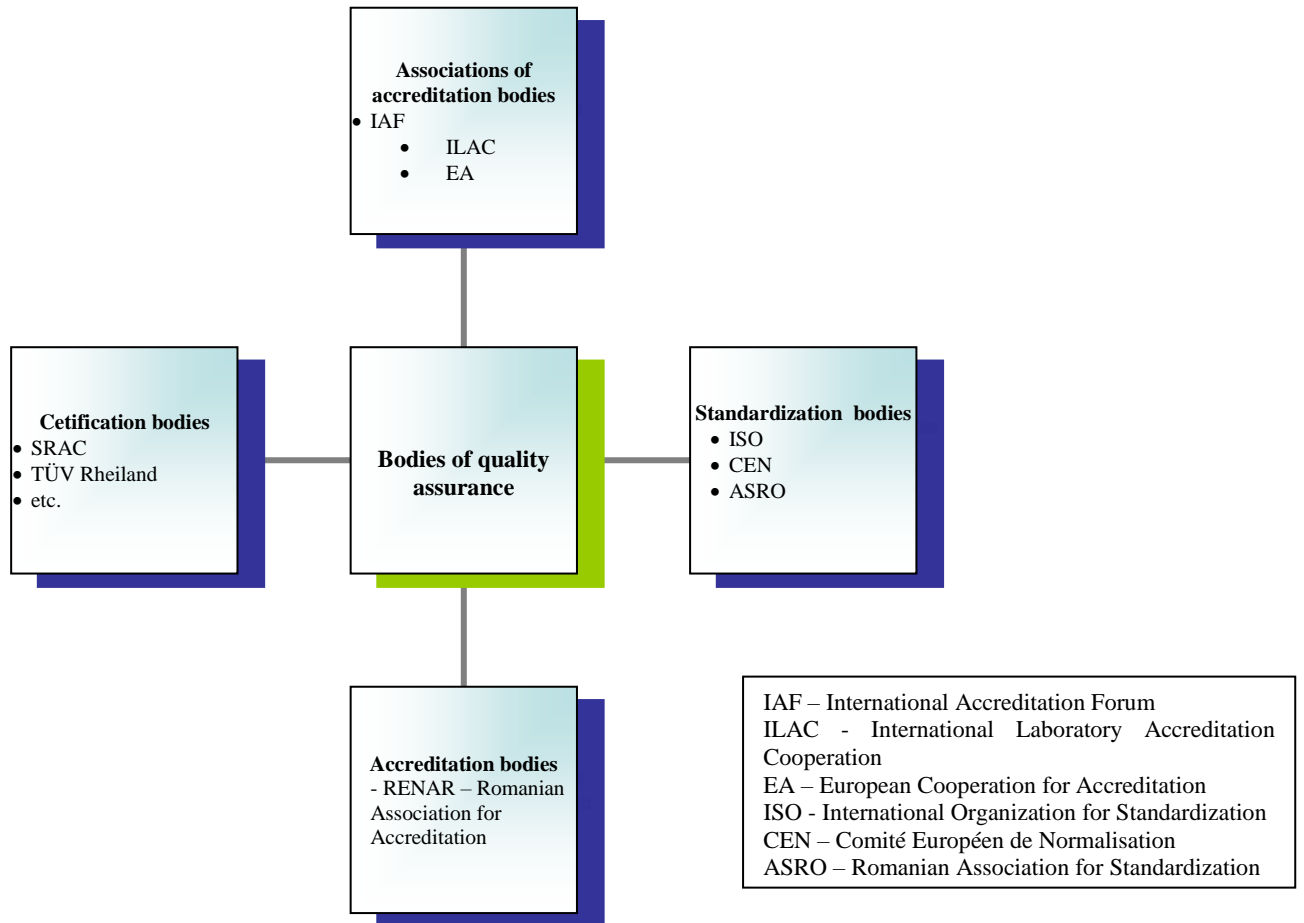 Associations of
accreditation bodies
• IAF
• ILAC
• EA
Cetification bodies
• SRAC
• TÜV Rheiland
• etc.
Bodies of quality
assurance
Standardization bodies
• ISO
• CEN
• ASRO
Accreditation bodies
- RENAR – Romanian
Association for
Accreditation
IAF – International Accreditation Forum
ILAC - International Laboratory Accreditation
Cooperation
EA – European Cooperation for Accreditation
ISO - International Organization for Standardization
CEN – Comité Européen de Normalisation
ASRO – Romanian Association for Standardization